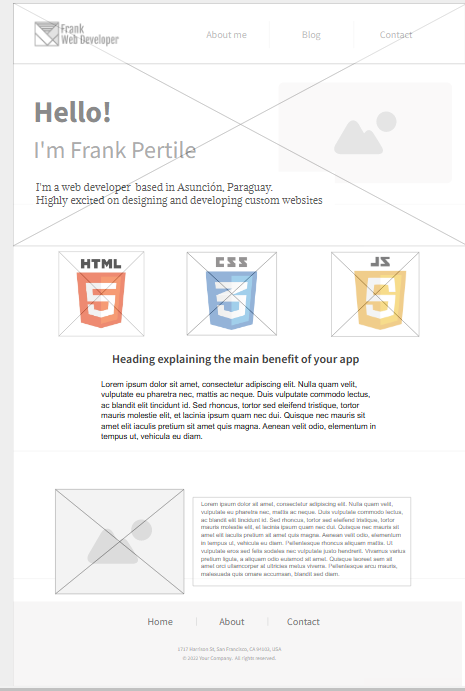 Frank
Web Developer
About me
Blog
Contact
Hello!
I'm Frank Pertile
I'm a web developer based in Asunción, Paraguay.
Highly excited on designing and developing custom websites
HTML
CSS
JS
Heading explaining the main benefit of your app
Lorem ipsum dolor sit amet, consectetur adipiscing elit. Nulla quam velit,
vulputate eu pharetra nec, mattis ac neque. Duis vulputate commodo lectus,
ac blandit elit tincidunt id. Sed rhoncus, tortor sed eleifend tristique, tortor
mauris molestie elit, et lacinia ipsum quam nec dui. Quisque nec mauris sit
amet elit iaculis pretium sit amet quis magna. Aenean velit odio, elementum in
tempus ut, vehicula eu diam.
Lorem ipsum dolor sit amet, consectetur adipiscing elit. Nulla quam velit,
vulputate eu pharetra nec, mattis ac neque. Duis vulputate commodo lectus,
ac blandit elit tincidunt id. Sed rhoncus, tortor sed eleifend tristique, tortor
mauris molestie elit, et lacinia ipsum quam nec dui. Quisque nec mauris sit
amet elit iaculis pretium sit amet quis magna. Aenean velit odio, elementum
in tempus ut, vehicula eu diam. Pellentesque rhoncus aliquam mattis. Ut
vulputate eros sed felis sodales nec vulputate justo hendrerit. Vivamus varius
pretium ligula, a aliquam odio euismod sit amet. Quisque laoreet sem sit
amet orci ullamcorper at ultricies metus viverra. Pellentesque arcu mauris,
malesuada quis ornare accumsan, blandit sed diam.
Home
About
Contact
Harrison St, San Francisco, CA
© Your Company. All rights reserved.